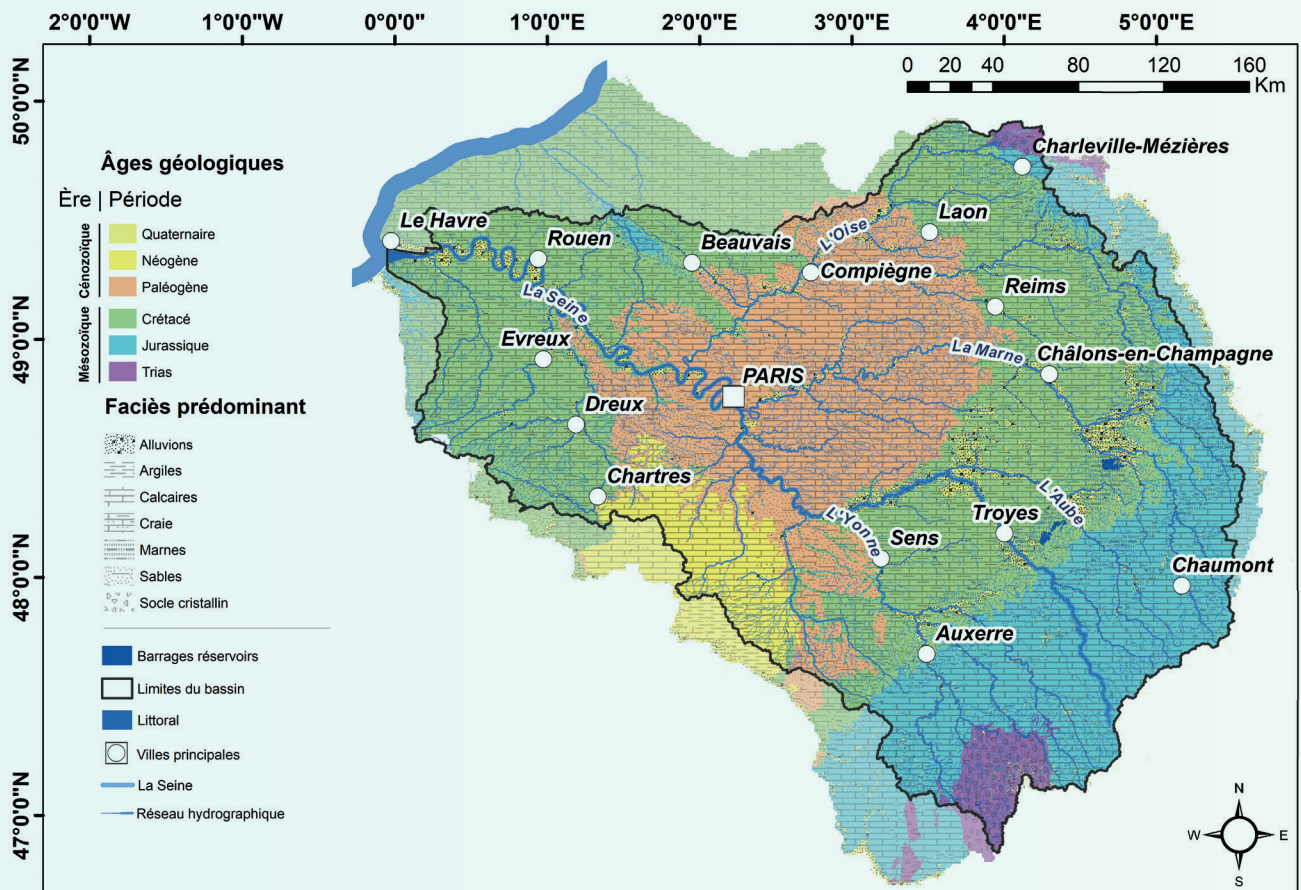 2°0'0"W 1°0'0"W 0°0'0" 1°0'0"E 2°0'0"E 3°0'0"E 4°0'0"E 5°0'0"E
50°0'0"N
49°0'0"N
48°0'0"N
47°0'0"N
0 20 40 80 120 160
Km
Âges géologiques
Ère | Période
Cénozoïque
Quaternaire
Néogène
Paléogène
Mésozoïque
Crétacé
Jurassique
Trias
Faciès prédominant
Alluvions
Argiles
Calcaires
Craie
Marnes
Sables
Socle cristallin
Barrages réservoirs
Limites du bassin
Littoral
Villes principales
La Seine
Réseau hydrographique
Charleville-Mézières
Le Havre
Rouen
Beauvais
L'Oise
Laon
Compiègne
Reims
La Seine
Evreux
La Marne
Châlons-en-Champagne
PARIS
Dreux
Chartres
L'Yonne
Sens
Troyes
L'Aube
Chaumont
Auxerre
N
W E
S